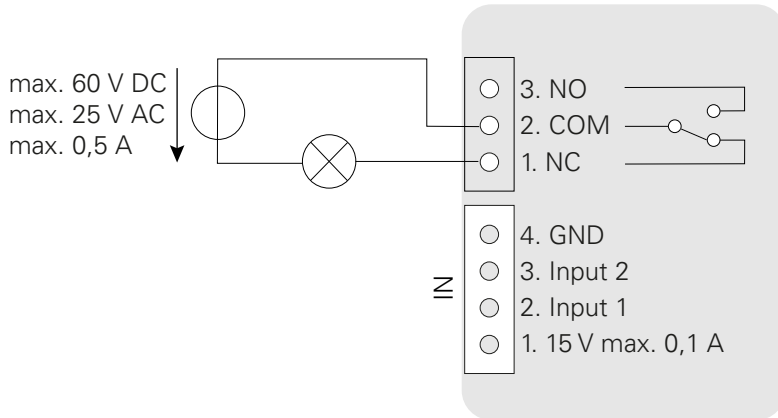 max. 60 V DC
max. 25 V AC
max. 0,5 A
3. NO
2. COM
1. NC
IN
4. GND
3. Input 2
2. Input 1
1. 15 V max. 0,1 A